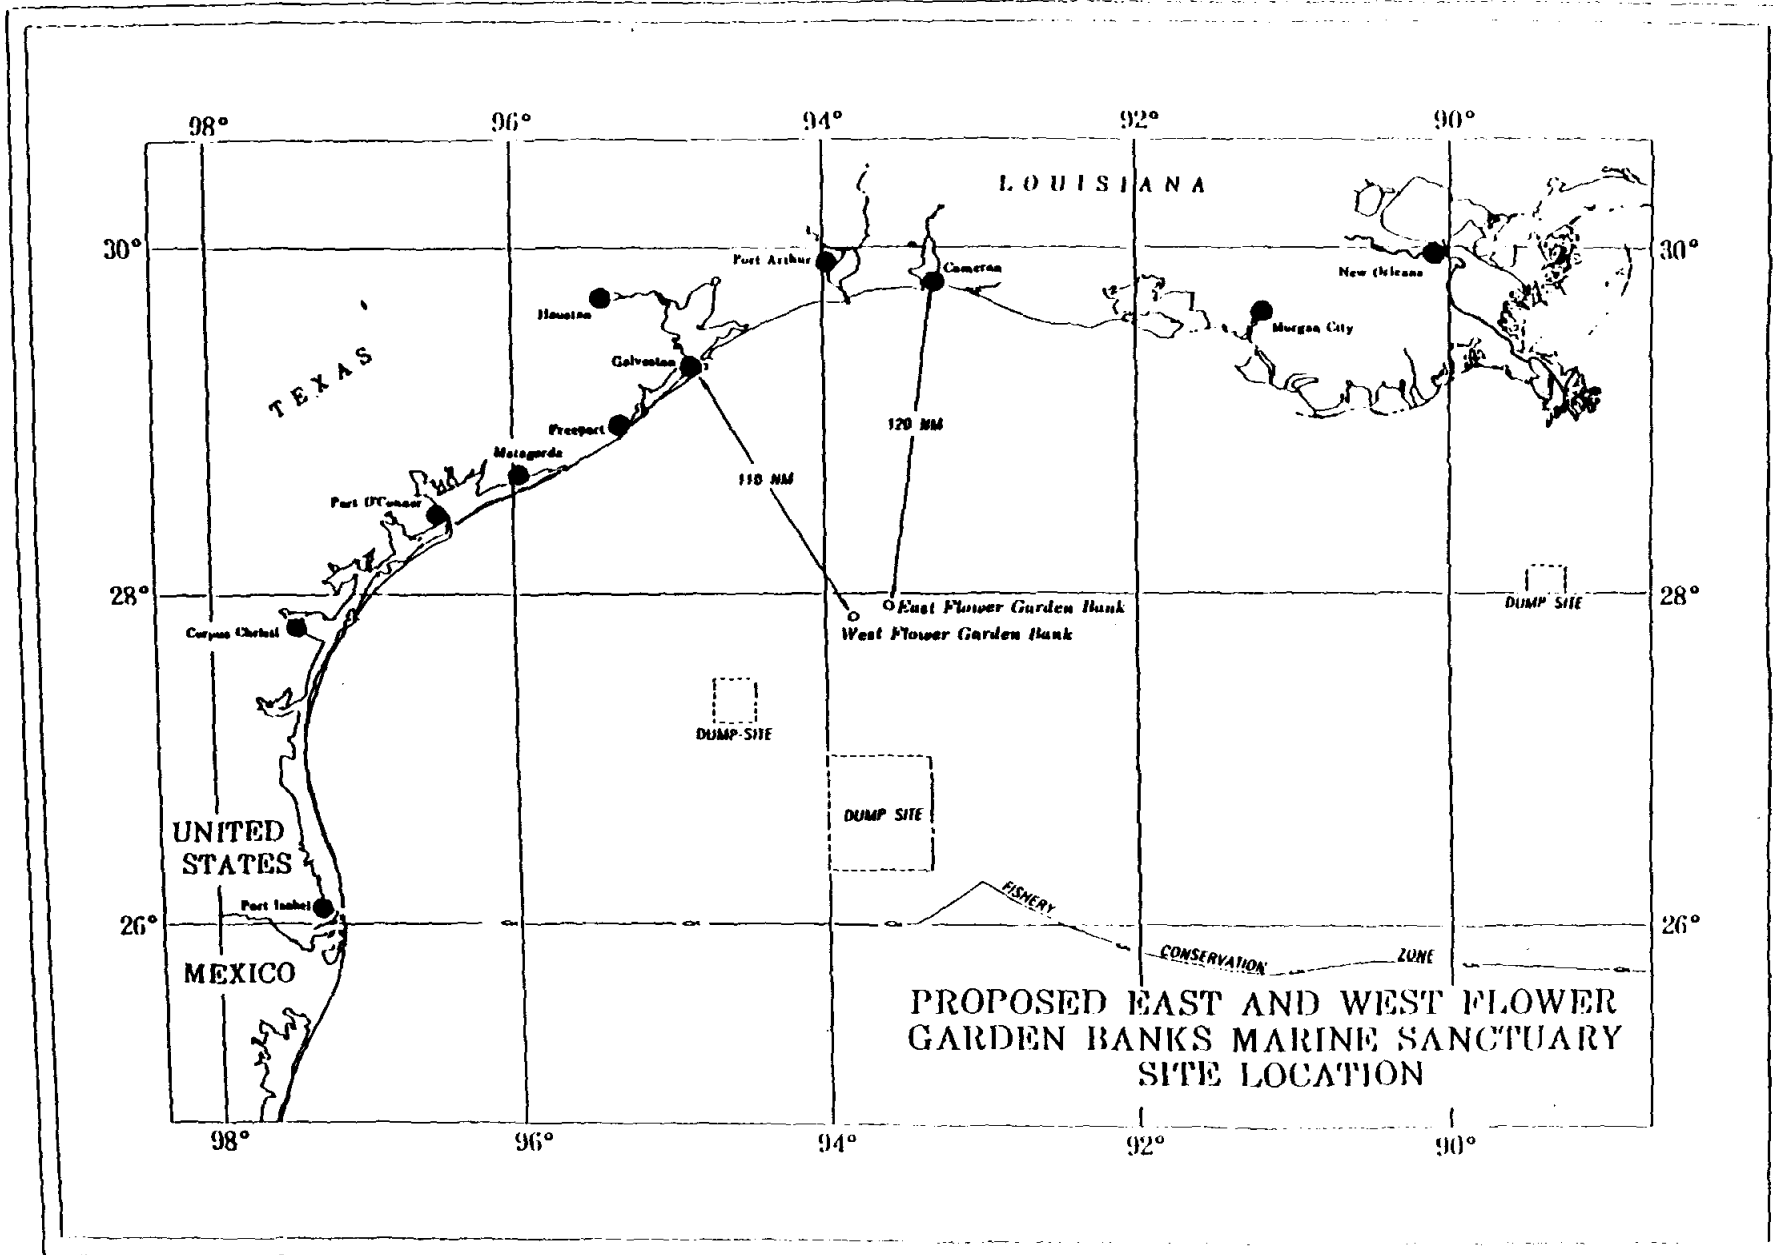 98° 96° 94° 92° 90°
LOUISIANA
30° 30°
Port Arthur
Cameron
New Orleans
Houston
Morgan City
TEXAS
Galveston
120 NM
Freeport
Matagorda
110 NM
Port O'Connor
28° 28°
East Flower Garden Bank
DUMP SITE
Corpus Christi
West Flower Garden Bank
DUMP-SITE
DUMP SITE
UNITED
STATES
FISHERY
Port Isabel
26° 26°
CONSERVATION
ZONE
MEXICO
PROPOSED EAST AND WEST FLOWER
GARDEN BANKS MARINE SANCTUARY
SITE LOCATION
98° 96° 94° 92° 90°